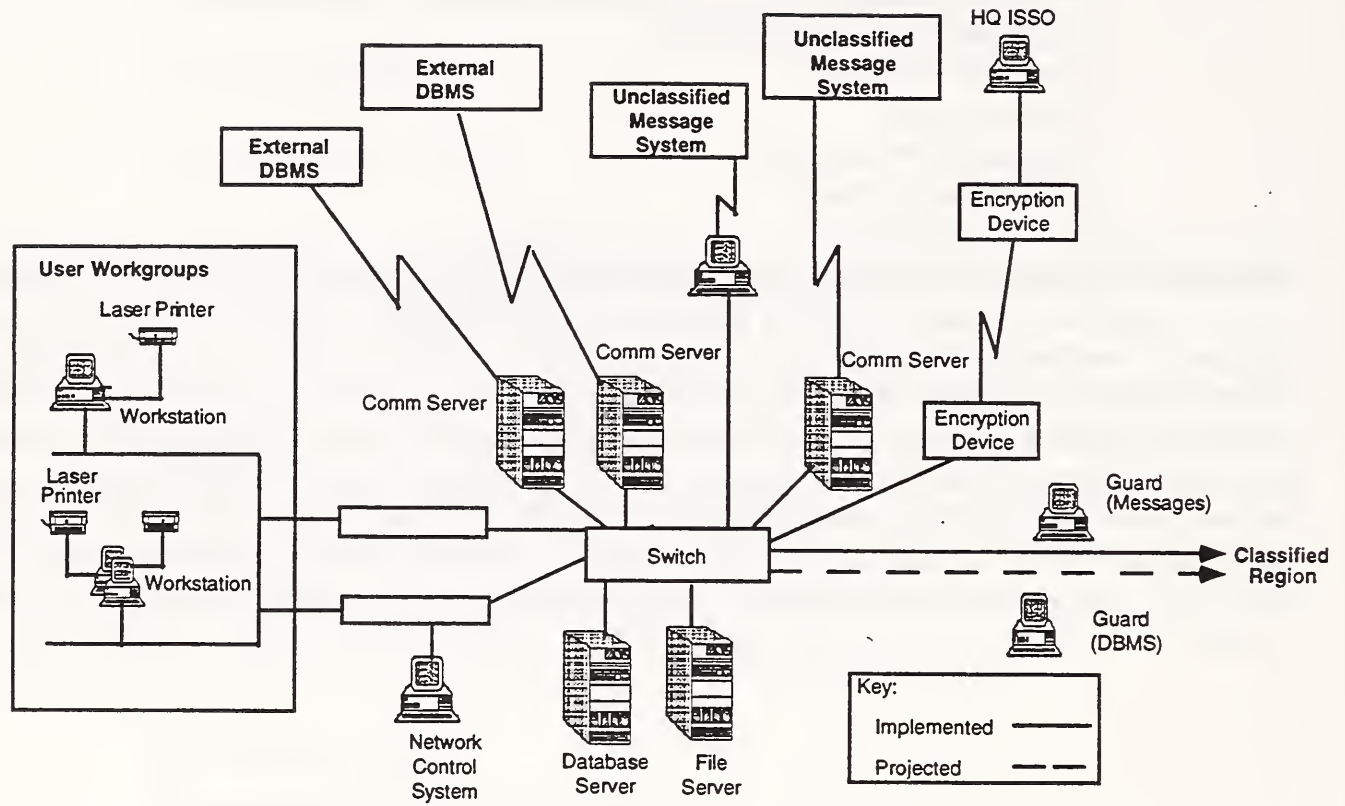 HQ ISSO
Unclassified
Message
System
External
DBMS
Unclassified
Message
System
External
DBMS
Encryption
Device
User Workgroups
Laser Printer
Workstation
Comm Server
Comm Server
Comm Server
Encryption
Device
Laser
Printer
Workstation
Guard
(Messages)
Switch
Classified
Region
Guard
(DBMS)
Network
Control
System
Database
Server
File
Server
Key:
Implemented
Projected